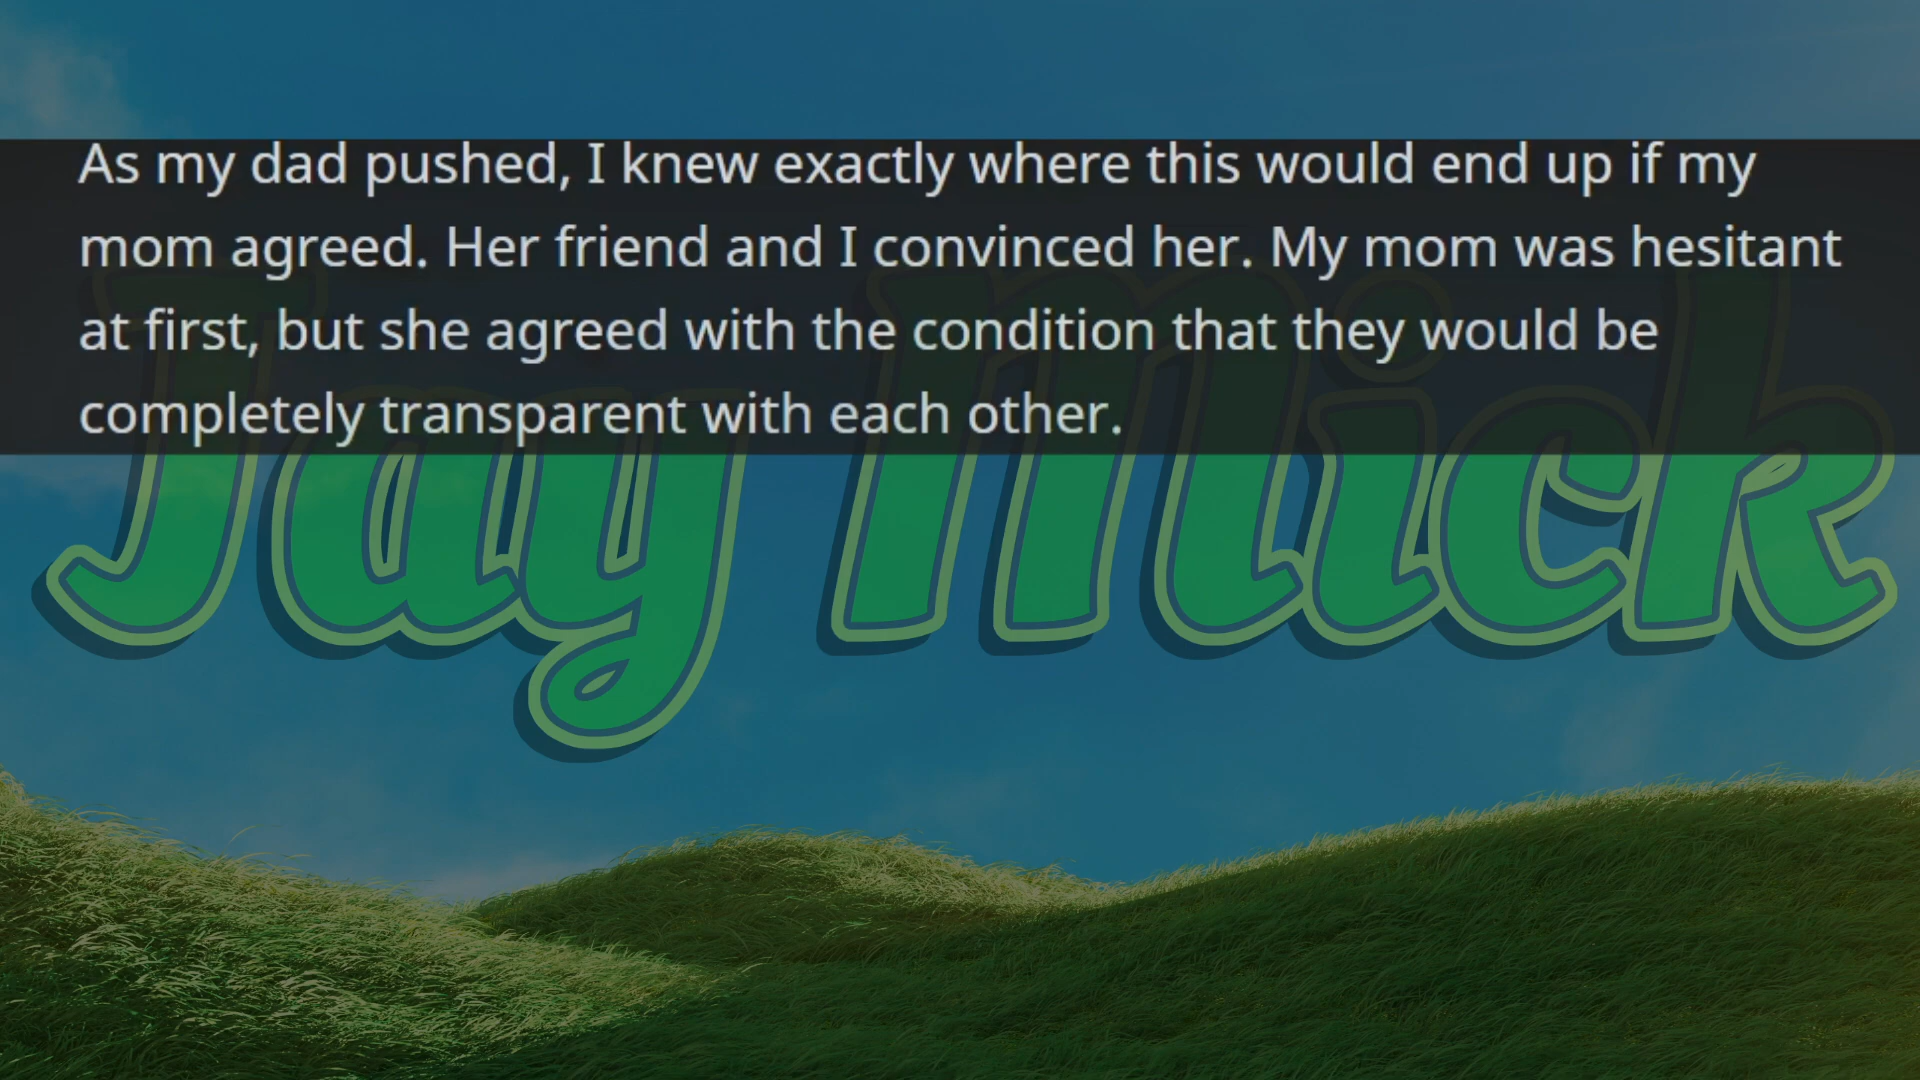 As my dad pushed, I knew exactly where this would end up if my
mom agreed. Her friend and I convinced her. My mom was hesitant
at first, but she agreed with the condition that they would be
completely transparent with each other.
Jay Mick